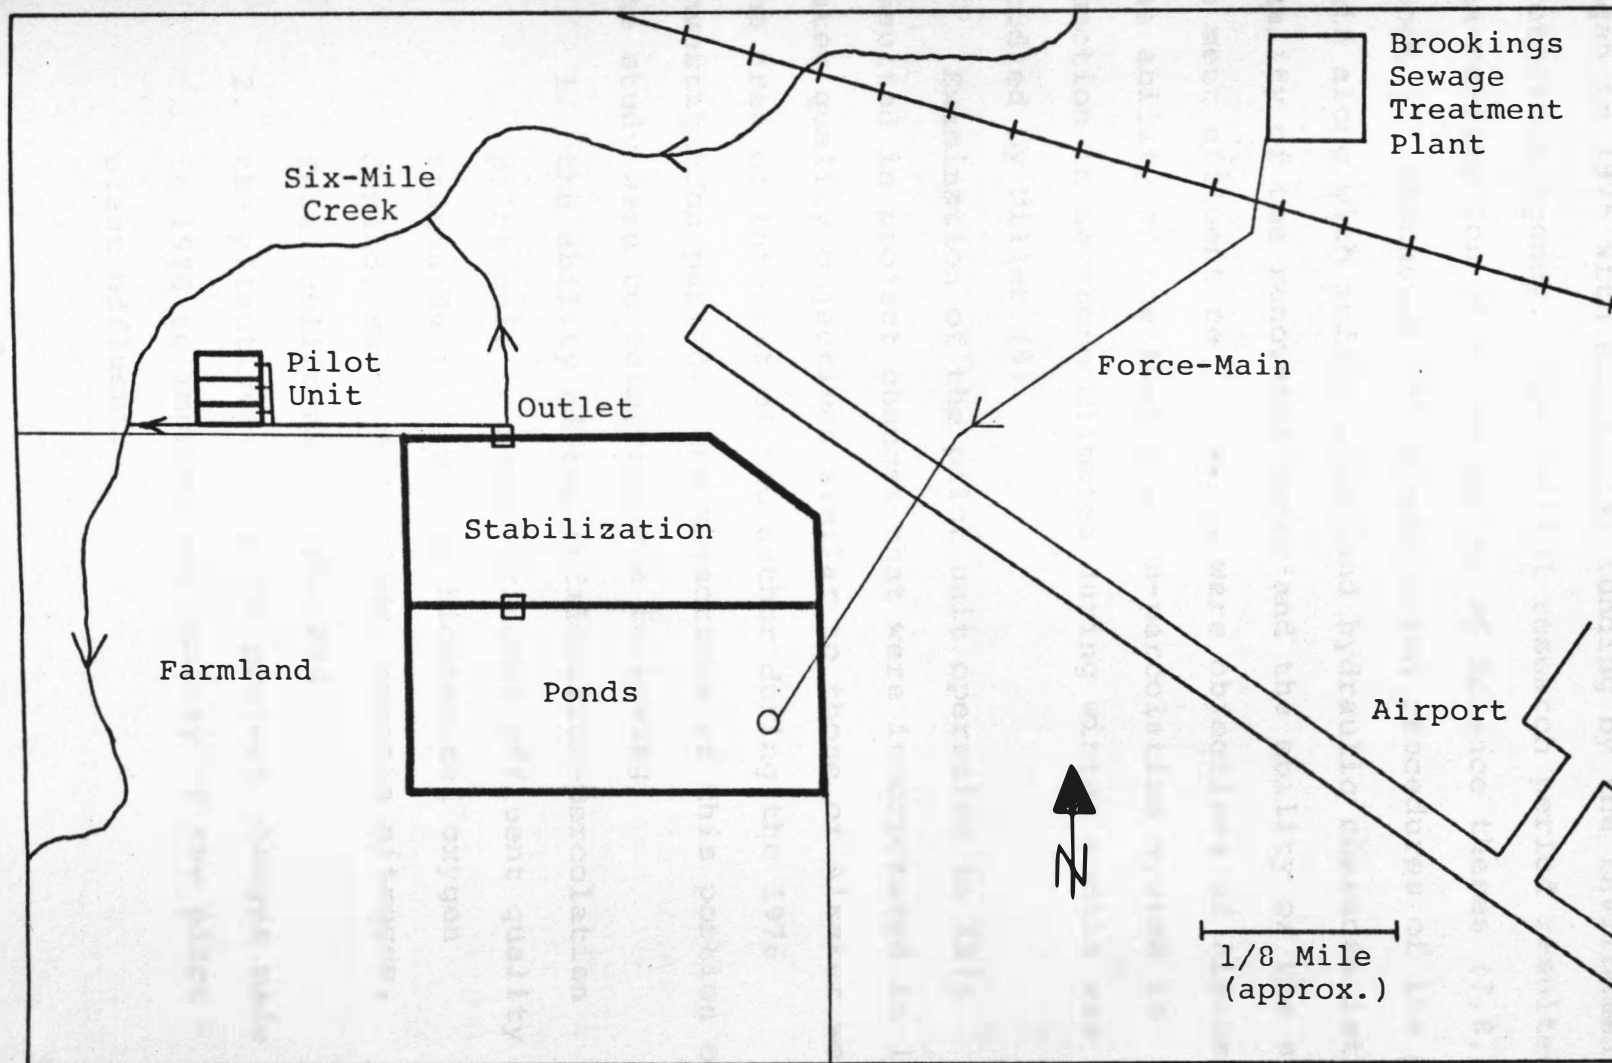 Brookings
Sewage
Treatment
Plant
Six-Mile
Creek
Pilot
Unit
Outlet
Force-Main
Stabilization
Ponds
Farmland
Airport
N
1/8 Mile
(approx.)